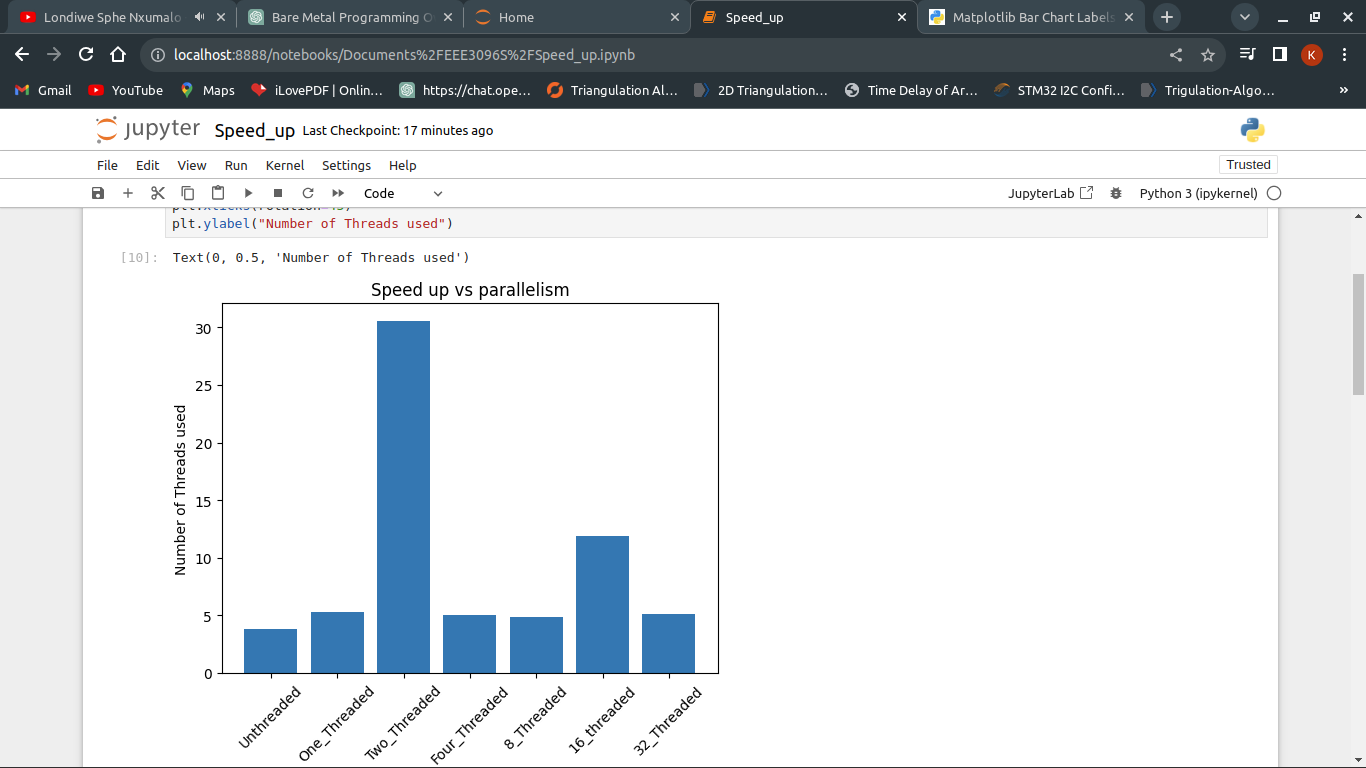 Londiwe Sphe Nxumalo
Bare Metal Programming O
Home
Speed_up
Matplotlib Bar Chart Labels
localhost:8888/notebooks/Documents%2FEEE3096S%2FSpeed_up.ipynb
K
Gmail
YouTube
Maps
iLovePDF | Onlin...
https://chat.ope...
Triangulation Al...
2D Triangulation...
Time Delay of Ar...
STM32 I2C Confi...
Trigulation-Algo...
»
jupyter
Speed_up
Last Checkpoint: 17 minutes ago
File
Edit
View
Run
Kernel
Settings
Help
Trusted
Code
JupyterLab
Python 3 (ipykernel)
plt.xticks(rotation=45)
plt.ylabel("Number of Threads used")
[10]:
Text(0, 0.5, 'Number of Threads used')
Speed up vs parallelism
Number of Threads used
30
25
20
15
10
5
0
Unthreaded
One_Threaded
Two_Threaded
Four_Threaded
8_Threaded
16_threaded
32_Threaded